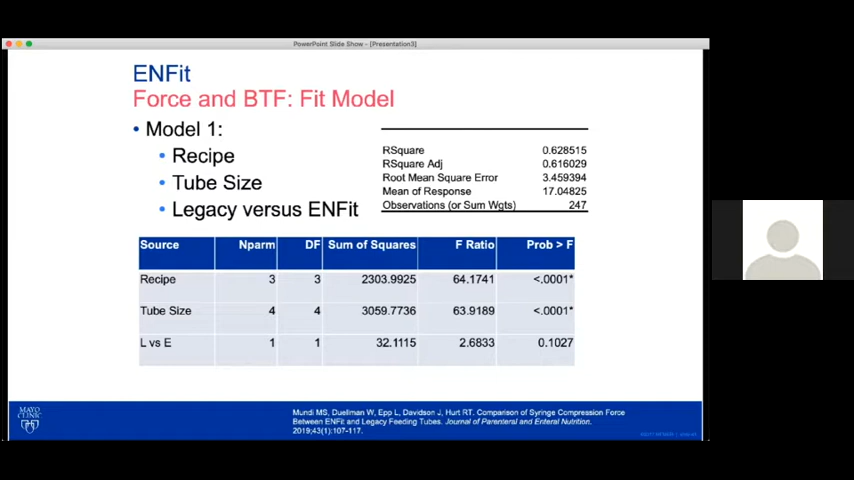 PowerPoint Slide Show - [Presentation3]
ENFit
Force and BTF: Fit Model
• Model 1:
• Recipe
• Tube Size
• Legacy versus ENFit
RSquare 0.628515
RSquare Adj 0.616029
Root Mean Square Error 3.459394
Mean of Response 17.04825
Observations (or Sum Wgts) 247
Source Nparm DF Sum of Squares F Ratio Prob > F
Recipe 3 3 2303.9925 64.1741 <.0001*
Tube Size 4 4 3059.7736 63.9189 <.0001*
L vs E 1 1 32.1115 2.6833 0.1027
MAYO
CLINIC
Mundi MS, Duellman W, Epp L, Davidson J, Hurt RT. Comparison of Syringe Compression Force
Between ENFit and Legacy Feeding Tubes. Journal of Parenteral and Enteral Nutrition.
2019;43(1):107-117.